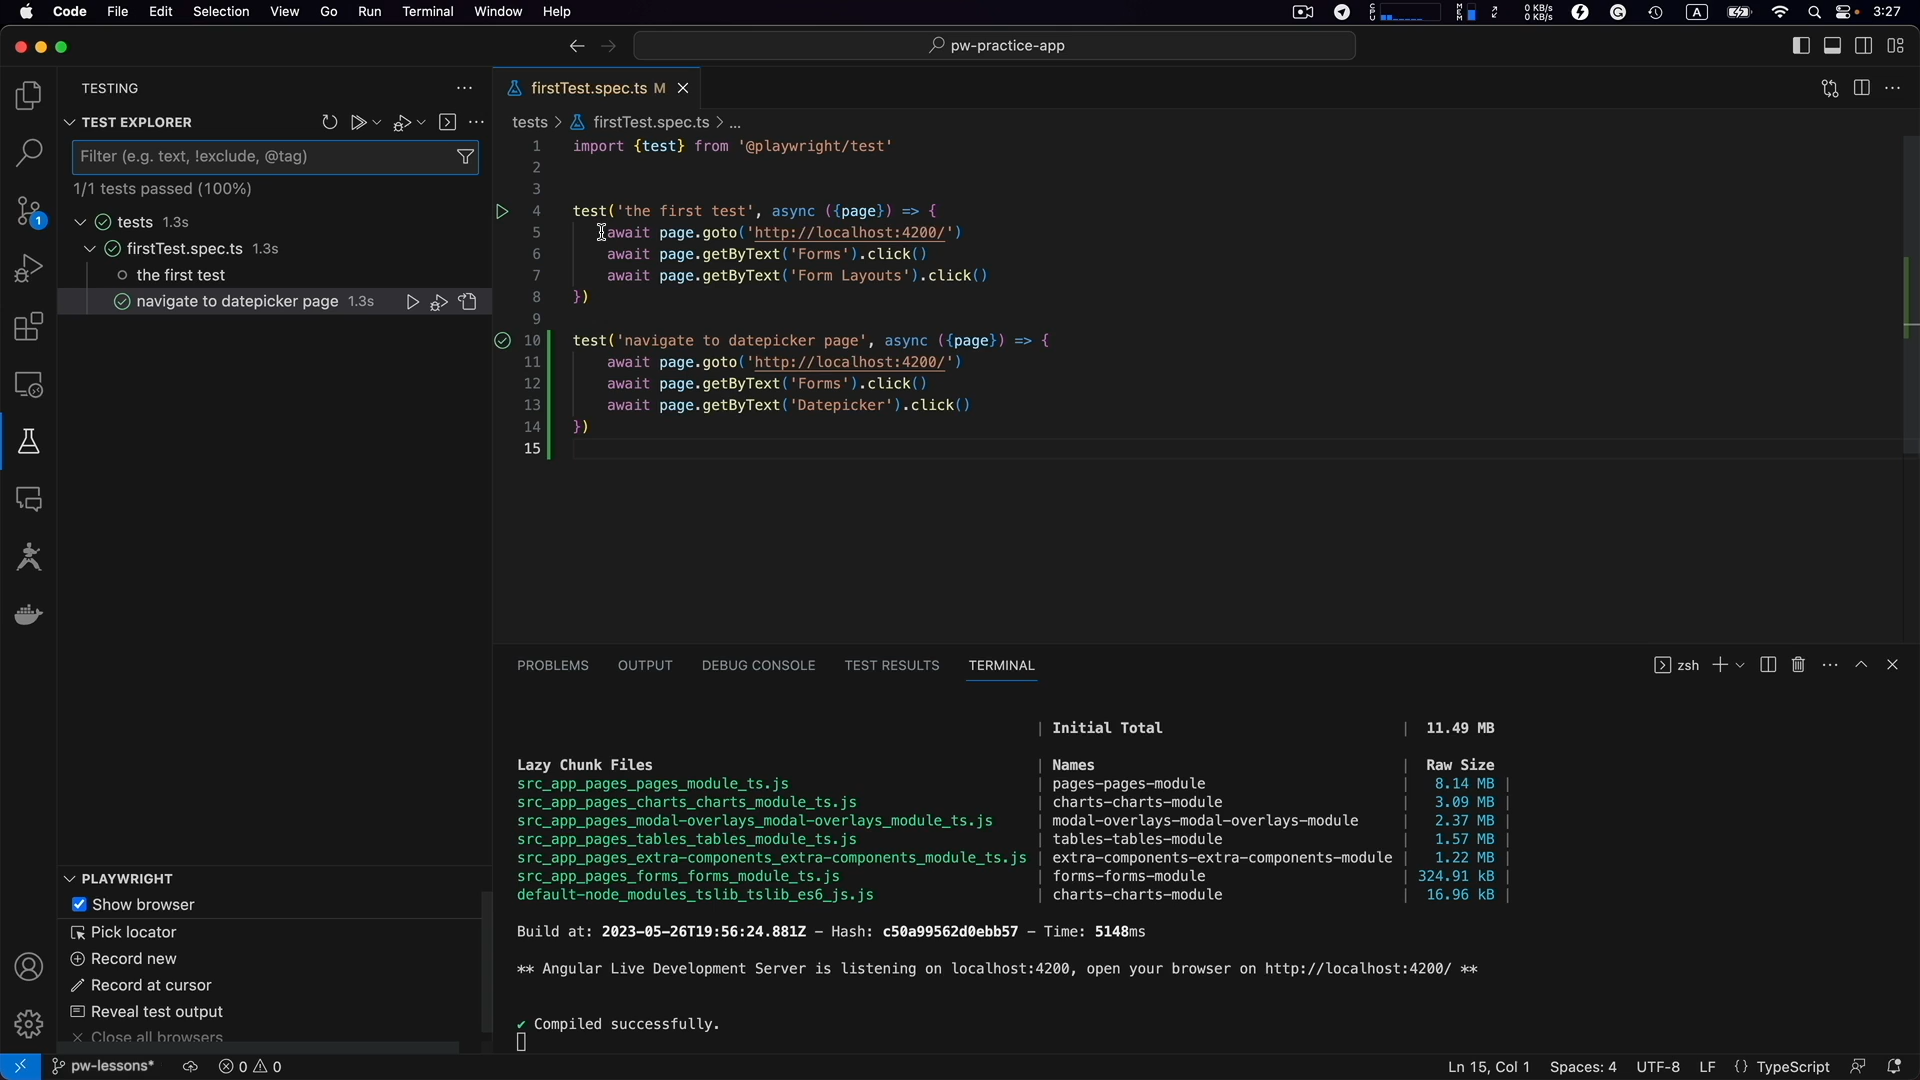 Code File Edit Selection View Go Run Terminal Window Help
0 KB/s
0 KB/s
A
3:27
pw-practice-app
TESTING
TEST EXPLORER
Filter (e.g. text, !exclude, @tag)
1/1 tests passed (100%)
tests 1.3s
firstTest.spec.ts 1.3s
the first test
navigate to datepicker page 1.3s
1
PLAYWRIGHT
Show browser
Pick locator
Record new
Record at cursor
Reveal test output
Close all browsers
firstTest.spec.ts M
tests > firstTest.spec.ts > ...
1 import {test} from '@playwright/test'
2
3
4 test('the first test', async ({page}) => {
5 await page.goto('http://localhost:4200/')
6 await page.getByText('Forms').click()
7 await page.getByText('Form Layouts').click()
8 })
9
10 test('navigate to datepicker page', async ({page}) => {
11 await page.goto('http://localhost:4200/')
12 await page.getByText('Forms').click()
13 await page.getByText('Datepicker').click()
14 })
15
PROBLEMS OUTPUT DEBUG CONSOLE TEST RESULTS TERMINAL
zsh
| Initial Total | 11.49 MB
Lazy Chunk Files | Names | Raw Size
src_app_pages_pages_module_ts.js | pages-pages-module | 8.14 MB |
src_app_pages_charts_charts_module_ts.js | charts-charts-module | 3.09 MB |
src_app_pages_modal-overlays_modal-overlays_module_ts.js | modal-overlays-modal-overlays-module | 2.37 MB |
src_app_pages_tables_tables_module_ts.js | tables-tables-module | 1.57 MB |
src_app_pages_extra-components_extra-components_module_ts.js | extra-components-extra-components-module | 1.22 MB |
src_app_pages_forms_forms_module_ts.js | forms-forms-module | 324.91 kB |
default-node_modules_tslib_tslib_es6_js.js | charts-charts-module | 16.96 kB |
Build at: 2023-05-26T19:56:24.881Z - Hash: c50a99562d0ebb57 - Time: 5148ms
** Angular Live Development Server is listening on localhost:4200, open your browser on http://localhost:4200/ **
✔ Compiled successfully.
pw-lessons* 0 0
Ln 15, Col 1 Spaces: 4 UTF-8 LF {} TypeScript